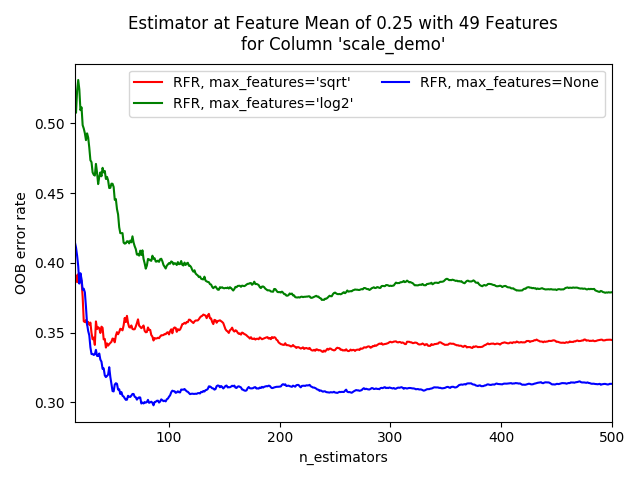 Estimator at Feature Mean of 0.25 with 49 Features
for Column 'scale_demo'
RFR, max_features='sqrt'
RFR, max_features='log2'
RFR, max_features=None
OOB error rate
0.50
0.45
0.40
0.35
0.30
100
200
300
400
500
n_estimators